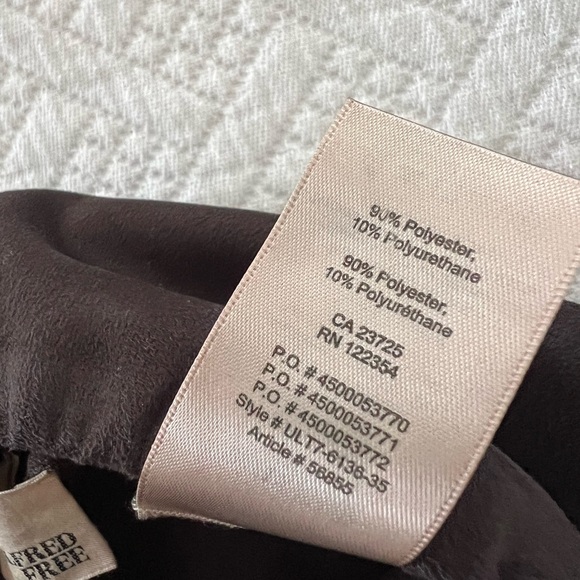 90% Polyester,
10% Polyurethane
90% Polyester,
10% Polyuréthane
CA 23725
RN 122354
P.O. # 4500053770
P.O. # 4500053771
P.O. # 4500053772
Style # ULT7-6136-35
Article # 56855
FRED
FREE